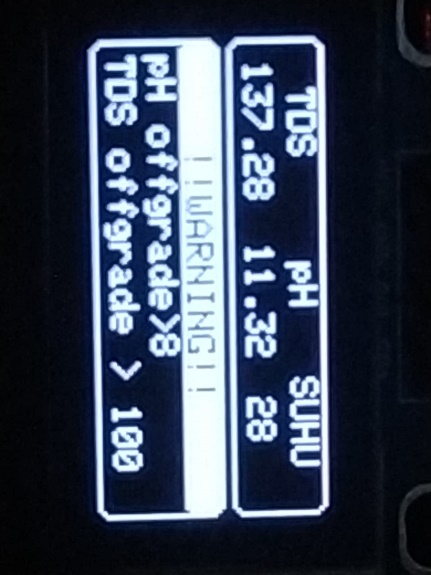 TDS pH SUHU
137.28 11.32 28
!!WARNING!!
pH offgrade>8
TDS offgrade > 100